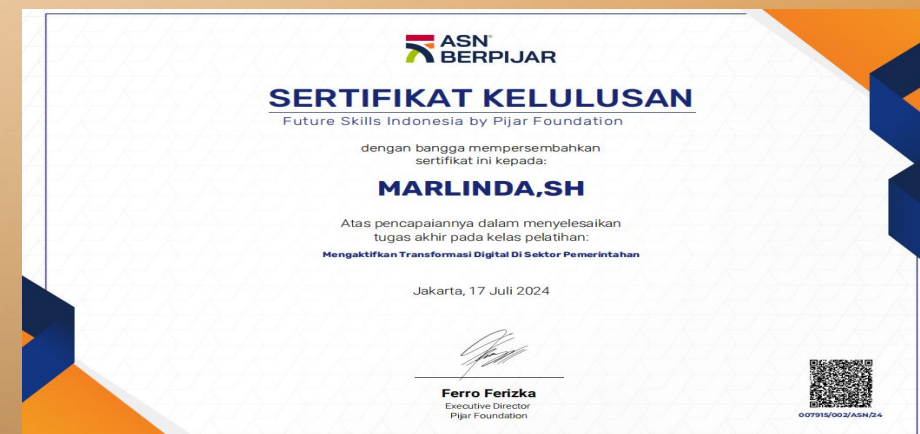 ASN
BERPIJAR
SERTIFIKAT KELULUSAN
Future Skills Indonesia by Pijar Foundation
dengan bangga mempersembahkan
sertifikat ini kepada:
MARLINDA,SH
Atas pencapaiannya dalam menyelesaikan
tugas akhir pada kelas pelatihan:
Mengaktifkan Transformasi Digital Di Sektor Pemerintahan
Jakarta, 17 Juli 2024
Ferro Ferizka
Executive Director
Pijar Foundation
007915/002/ASN/24